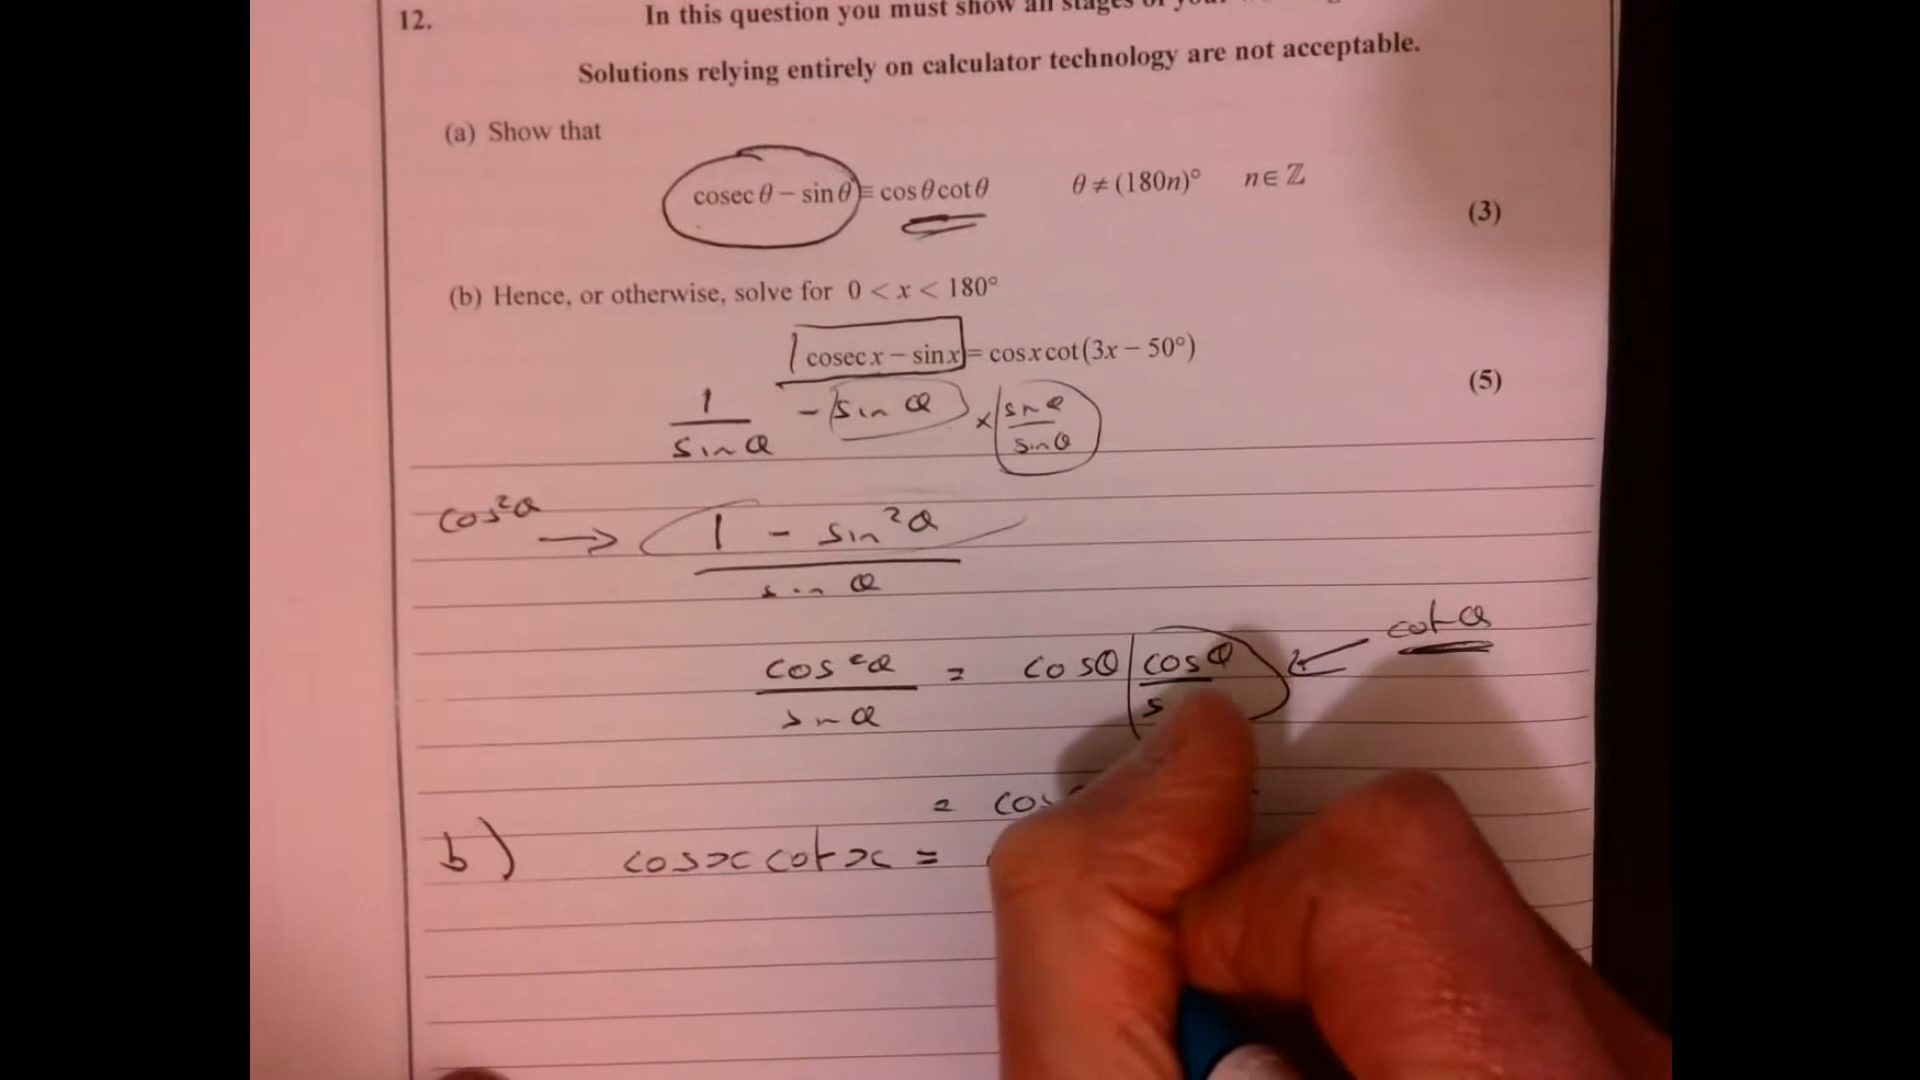 12. In this question you must show all stages of your
Solutions relying entirely on calculator technology are not acceptable.
(a) Show that
cosec θ − sin θ ≡ cos θ cot θ θ ≠ (180n)° n ∈ ℤ
(3)
(b) Hence, or otherwise, solve for 0 < x < 180°
cosec x − sin x = cos x cot (3x − 50°)
(5)
1/sin θ − sin θ × sin θ/sin θ
cos²θ → 1 − sin²θ
sin θ
cot θ
cos²θ/sin θ = cos θ cos θ/s
= cos
b) cos x cot x =